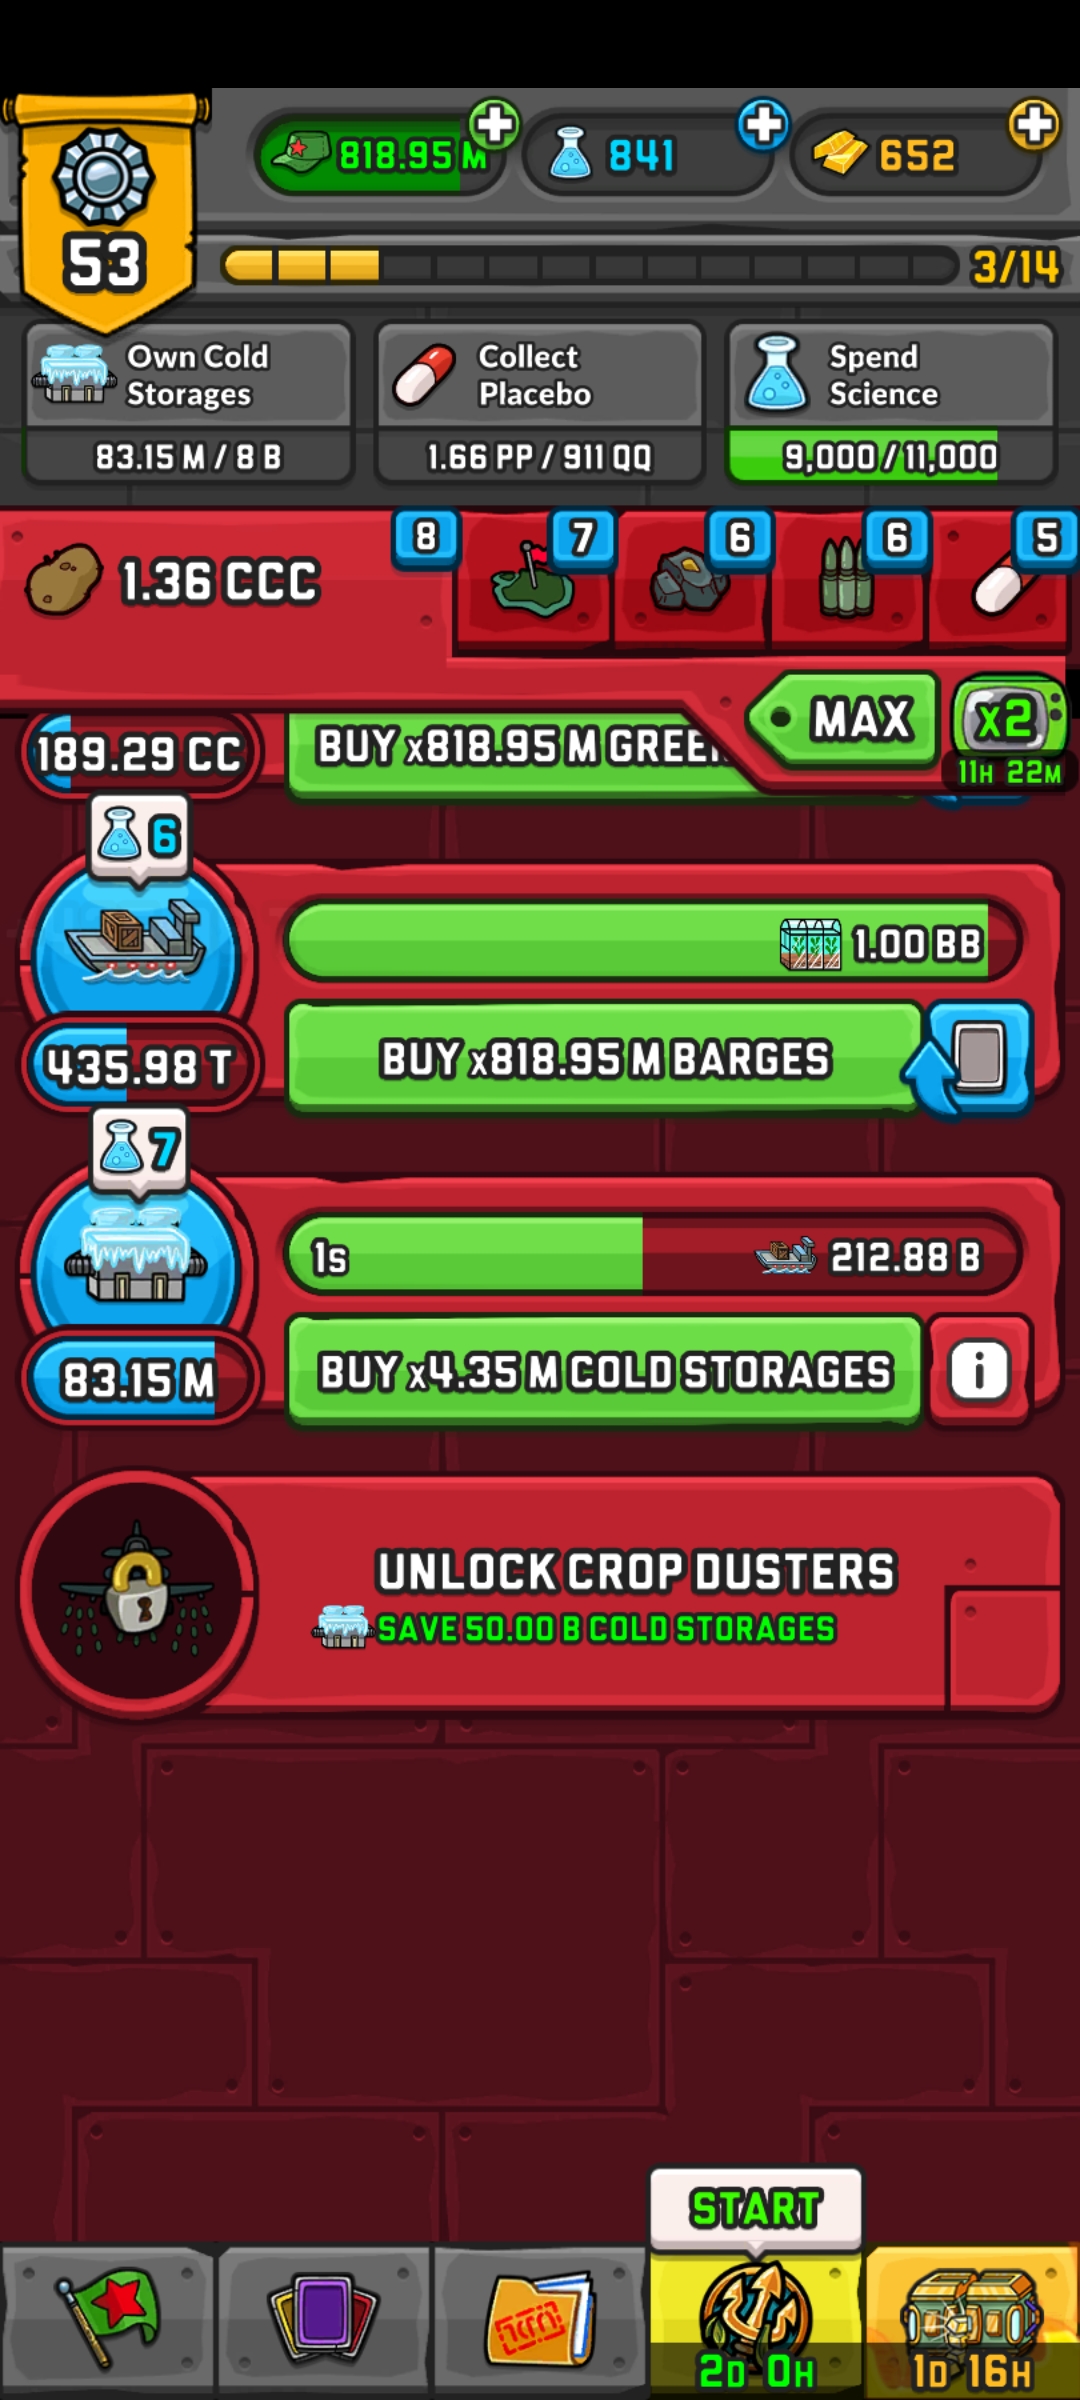 818.95 M
841
652
53
3/14
Own Cold
Storages
83.15 M / 8 B
Collect
Placebo
1.66 PP / 911 QQ
Spend
Science
9,000 / 11,000
1.36 CCC
8
7
6
6
5
MAX
x2
11H 22M
189.29 CC
BUY x818.95 M
6
1.00 BB
435.98 T
BUY x818.95 M BARGES
7
1s
212.88 B
83.15 M
BUY x4.35 M COLD STORAGES
i
UNLOCK CROP DUSTERS
SAVE 50.00 B COLD STORAGES
START
2D 0H
1D 16H